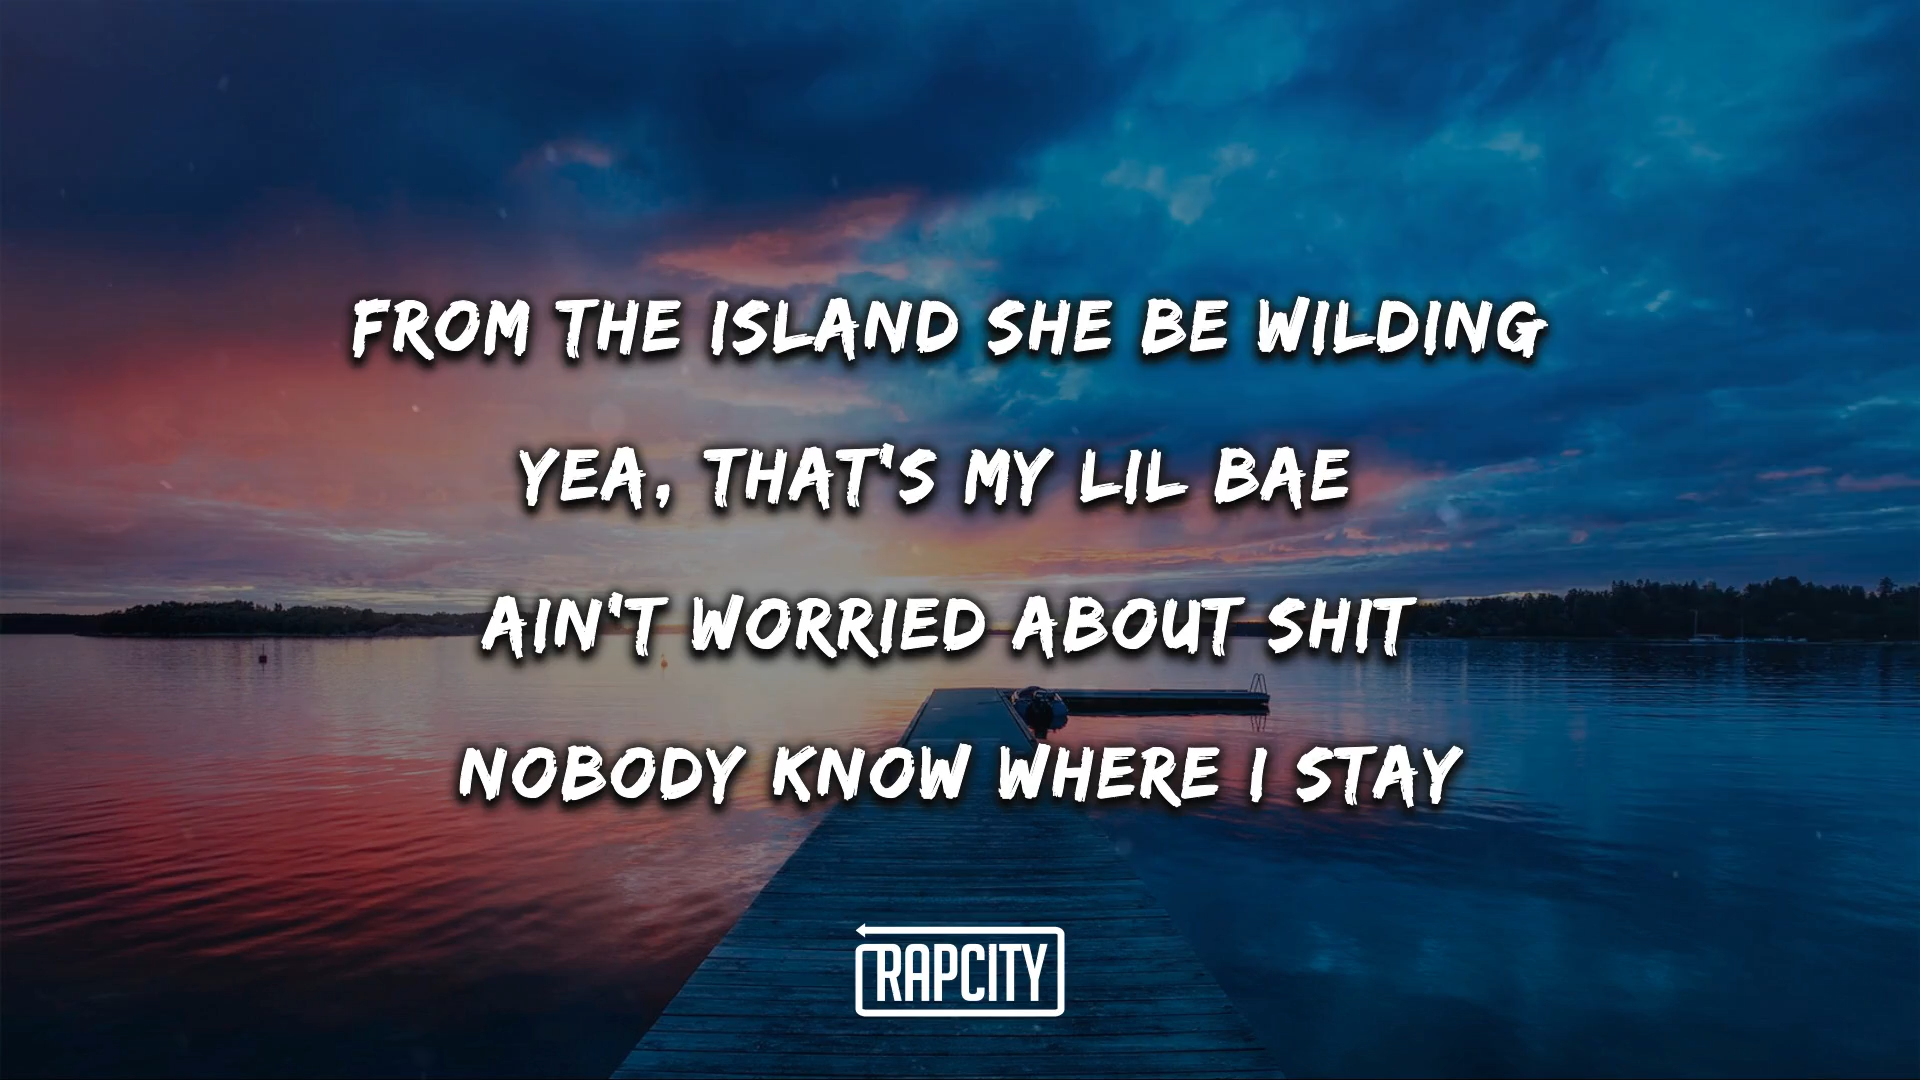 FROM THE ISLAND SHE BE WILDING
YEA, THAT'S MY LIL BAE
AIN'T WORRIED ABOUT SHIT
NOBODY KNOW WHERE I STAY
RAPCITY